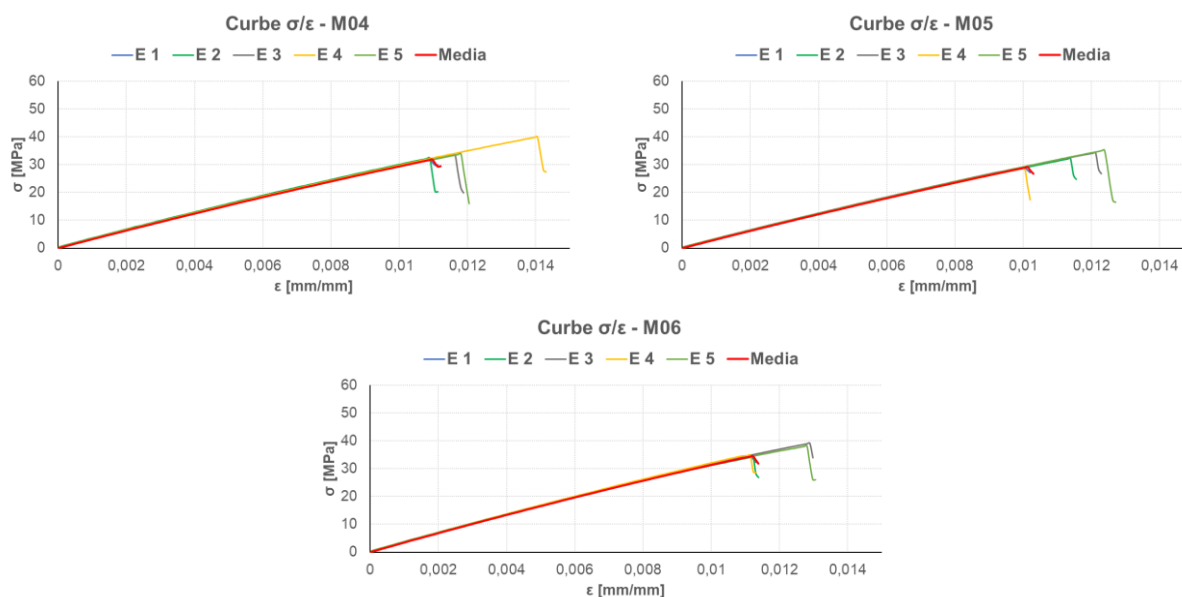 Curbe σ/ε - M04
E 1 E 2 E 3 E 4 E 5 Media
60
50
40
30
20
10
0
σ [MPa]
0 0,002 0,004 0,006 0,008 0,01 0,012 0,014
ε [mm/mm]
Curbe σ/ε - M05
E 1 E 2 E 3 E 4 E 5 Media
60
50
40
30
20
10
0
σ [MPa]
0 0,002 0,004 0,006 0,008 0,01 0,012 0,014
ε [mm/mm]
Curbe σ/ε - M06
E 1 E 2 E 3 E 4 E 5 Media
60
50
40
30
20
10
0
σ [MPa]
0 0,002 0,004 0,006 0,008 0,01 0,012 0,014
ε [mm/mm]